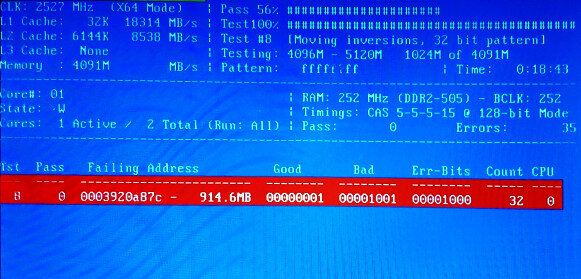 CLK: 2527 MHz (X64 Mode) | Pass 56% ######################
L1 Cache: 32K 18314 MB/s | Test100% ########################################
L2 Cache: 6144K 8538 MB/s | Test #8 [Moving inversions, 32 bit pattern]
L3 Cache: None | Testing: 4096M - 5120M 1024M of 4091M
Memory : 4091M MB/s | Pattern: | Time: 0:18:43
Core#: 01 | RAM: 252 MHz (DDR2-505) - BCLK: 252
State: -W | Timings: CAS 5-5-5-15 @ 128-bit Mode
Cores: 1 Active / 2 Total (Run: All) | Pass: 0 Errors: 35
Tst Pass Failing Address Good Bad Err-Bits Count CPU
8 0 0003920a87c - 914.6MB 00000001 00001001 00001000 32 0